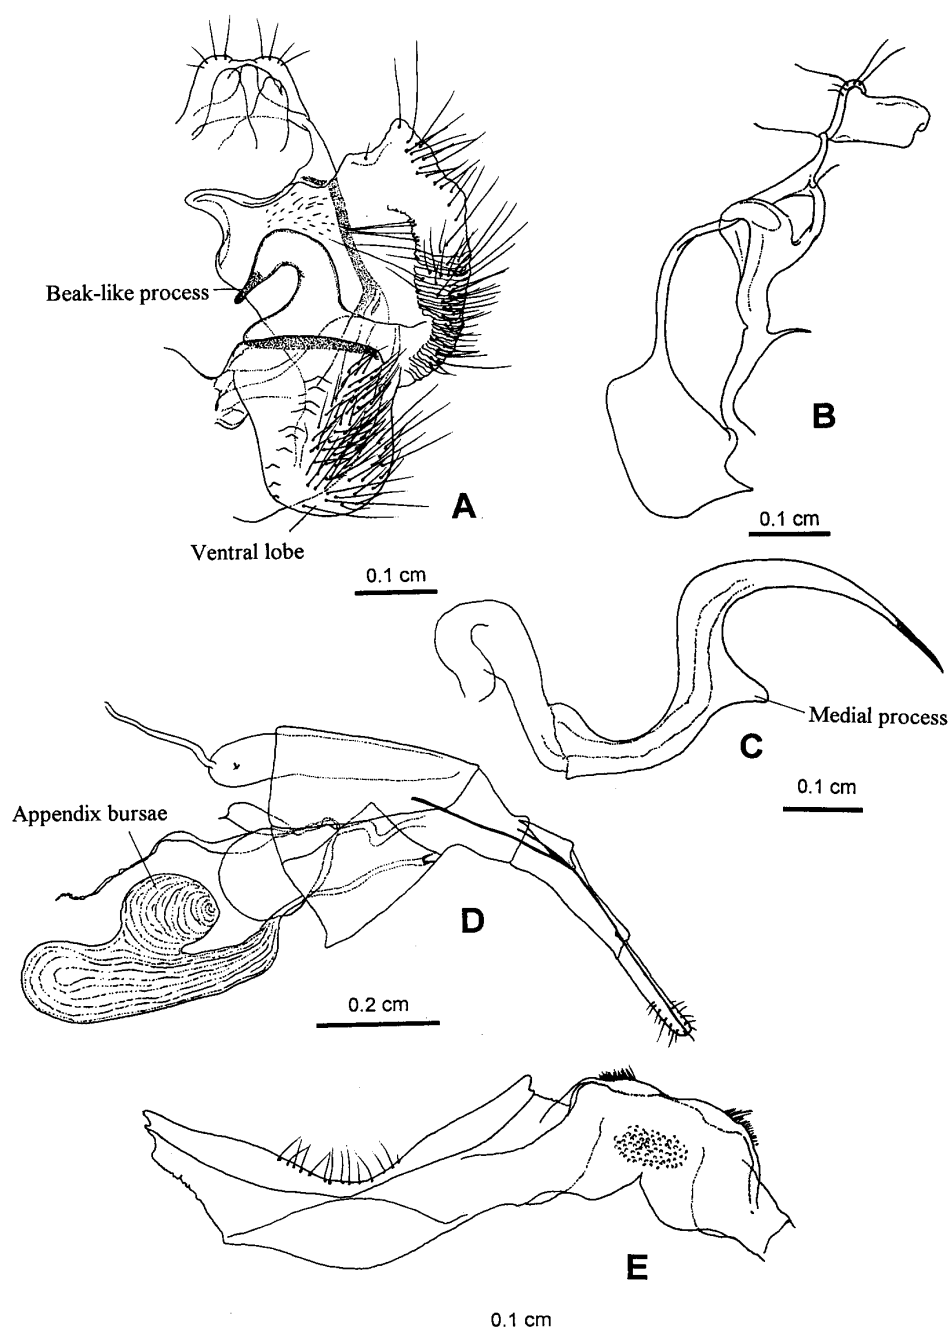 Beak-like process
A
Ventral lobe
0.1 cm
B
0.1 cm
Medial process
C
0.1 cm
Appendix bursae
D
0.2 cm
E
0.1 cm